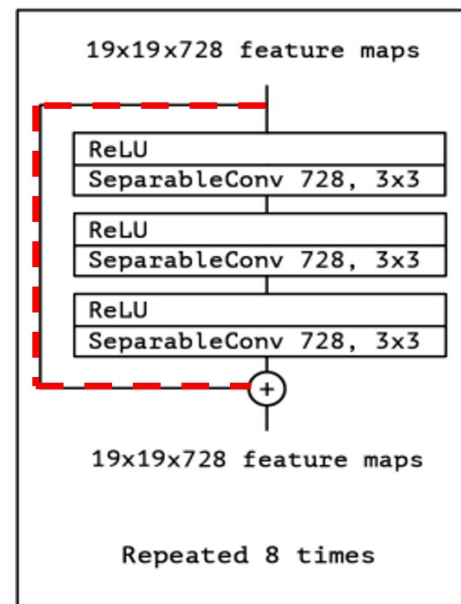 19x19x728 feature maps
ReLU
SeparableConv 728, 3x3
ReLU
SeparableConv 728, 3x3
ReLU
SeparableConv 728, 3x3
+
19x19x728 feature maps
Repeated 8 times